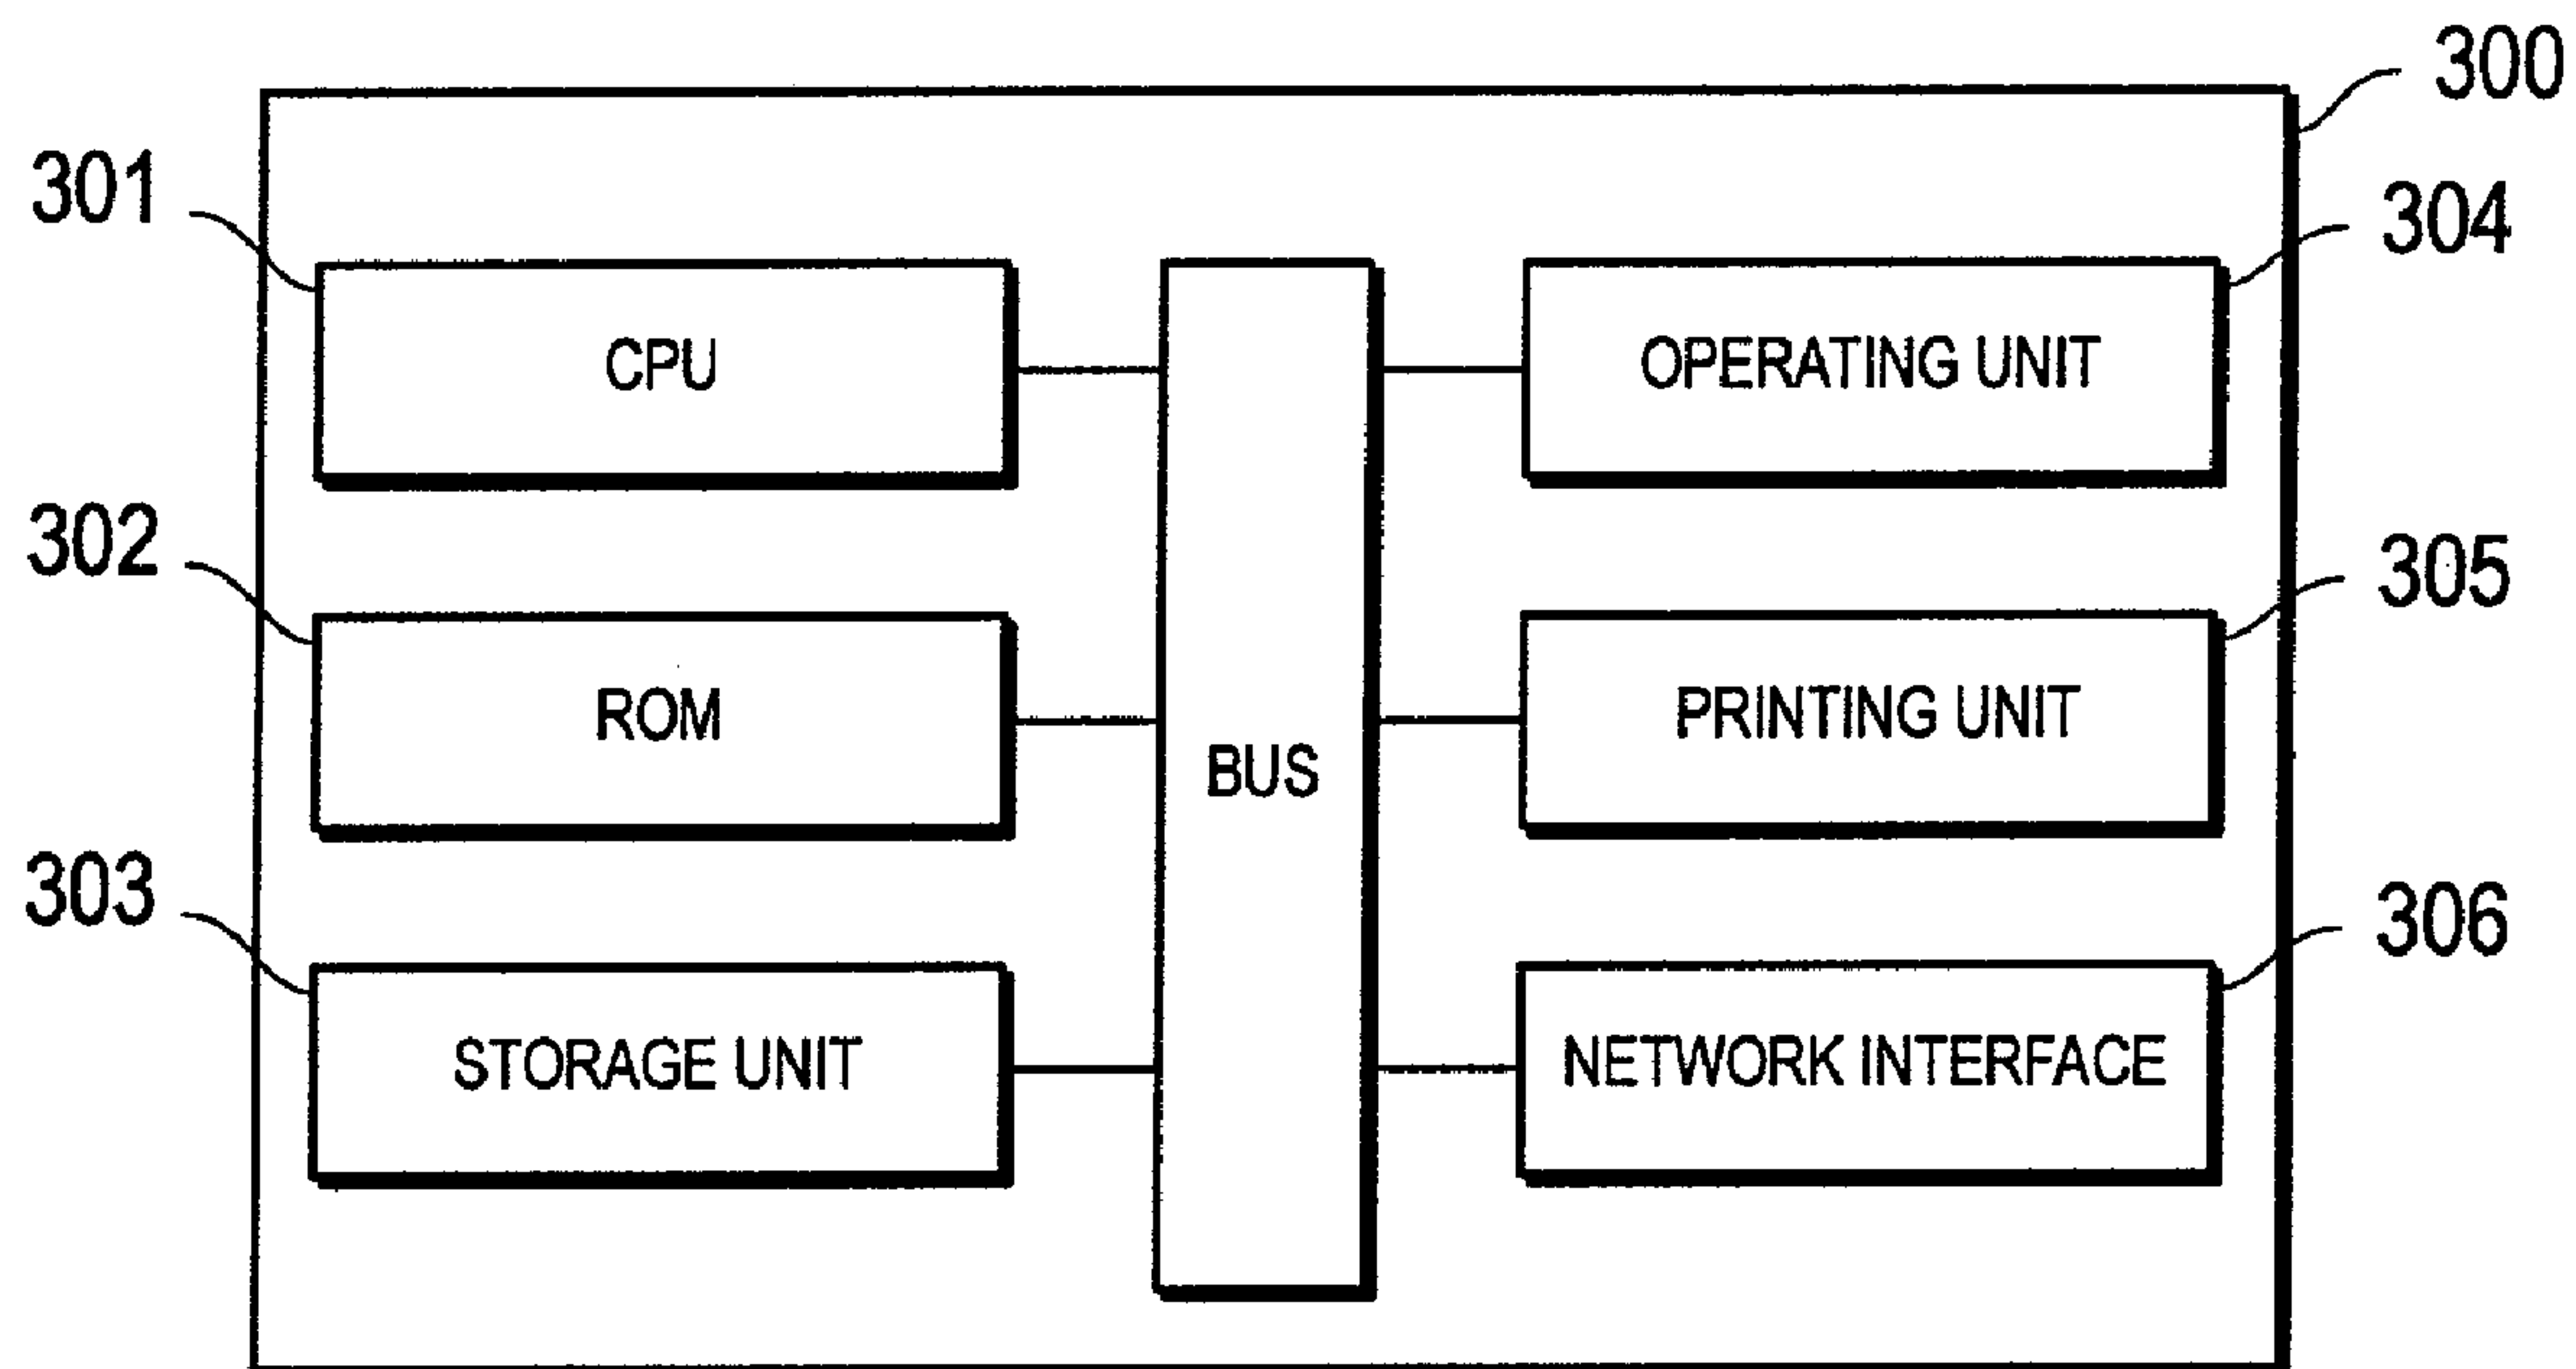 300
301
304
CPU
OPERATING UNIT
302
305
ROM
PRINTING UNIT
BUS
303
306
STORAGE UNIT
NETWORK INTERFACE